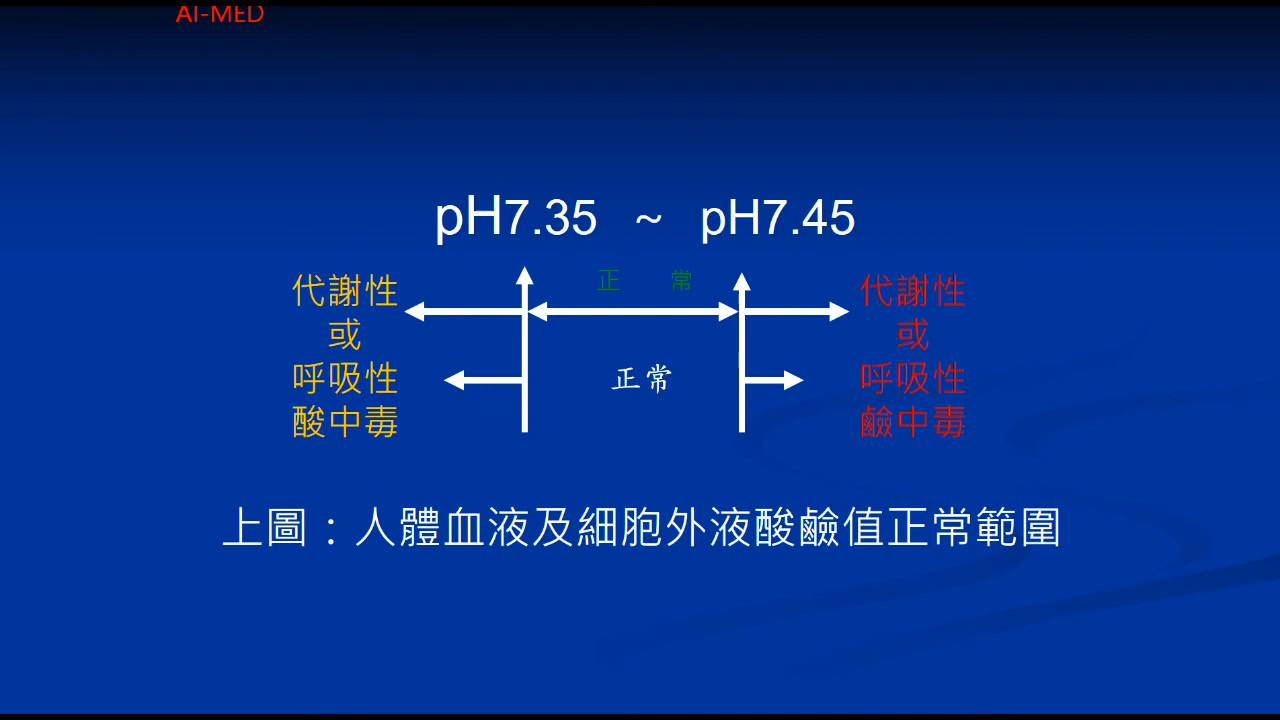 AI-MED
pH7.35 ~ pH7.45
正 常
代謝性
或
呼吸性
酸中毒
正常
代謝性
或
呼吸性
鹼中毒
上圖：人體血液及細胞外液酸鹼值正常範圍